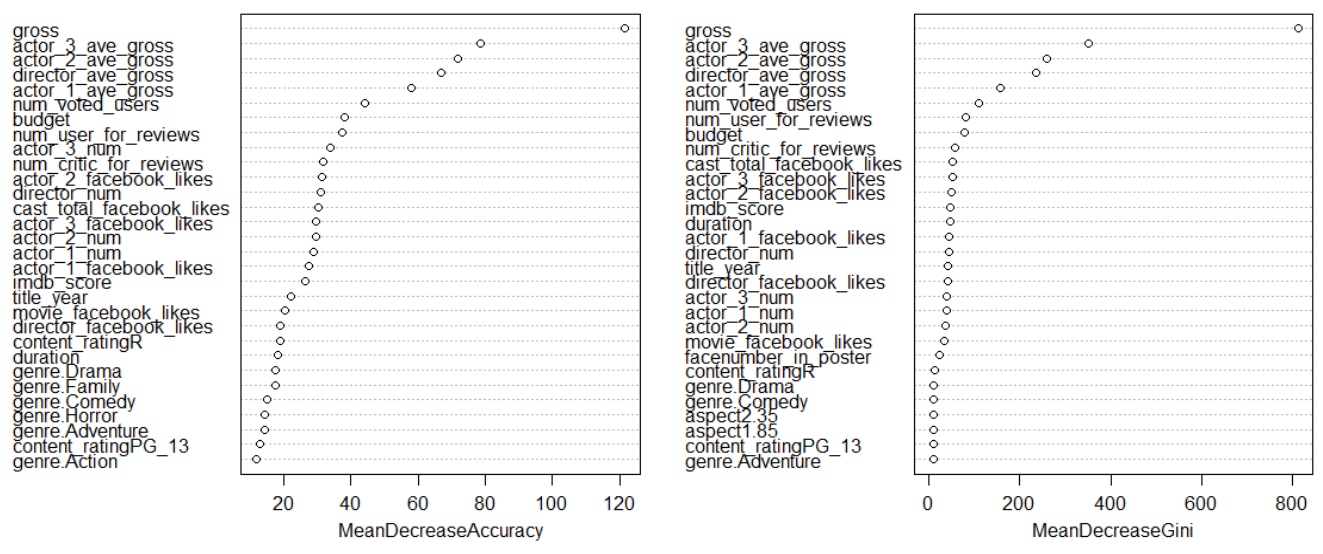 gross
actor_3_ave_gross
actor_2_ave_gross
director_ave_gross
actor_1_ave_gross
num_voted_users
budget
num_user_for_reviews
actor_3_num
num_critic_for_reviews
actor_2_facebook_likes
director_num
cast_total_facebook_likes
actor_3_facebook_likes
actor_2_num
actor_1_num
actor_1_facebook_likes
imdb_score
title_year
movie_facebook_likes
director_facebook_likes
content_ratingR
duration
genre.Drama
genre.Family
genre.Comedy
genre.Horror
genre.Adventure
content_ratingPG_13
genre.Action
20 40 60 80 100 120
MeanDecreaseAccuracy
gross
actor_3_ave_gross
actor_2_ave_gross
director_ave_gross
actor_1_ave_gross
num_voted_users
num_user_for_reviews
budget
num_critic_for_reviews
cast_total_facebook_likes
actor_3_facebook_likes
actor_2_facebook_likes
imdb_score
duration
actor_1_facebook_likes
director_num
title_year
director_facebook_likes
actor_3_num
actor_1_num
actor_2_num
movie_facebook_likes
facenumber_in_poster
content_ratingR
genre.Drama
genre.Comedy
aspect2.35
aspect1.85
content_ratingPG_13
genre.Adventure
0 200 400 600 800
MeanDecreaseGini